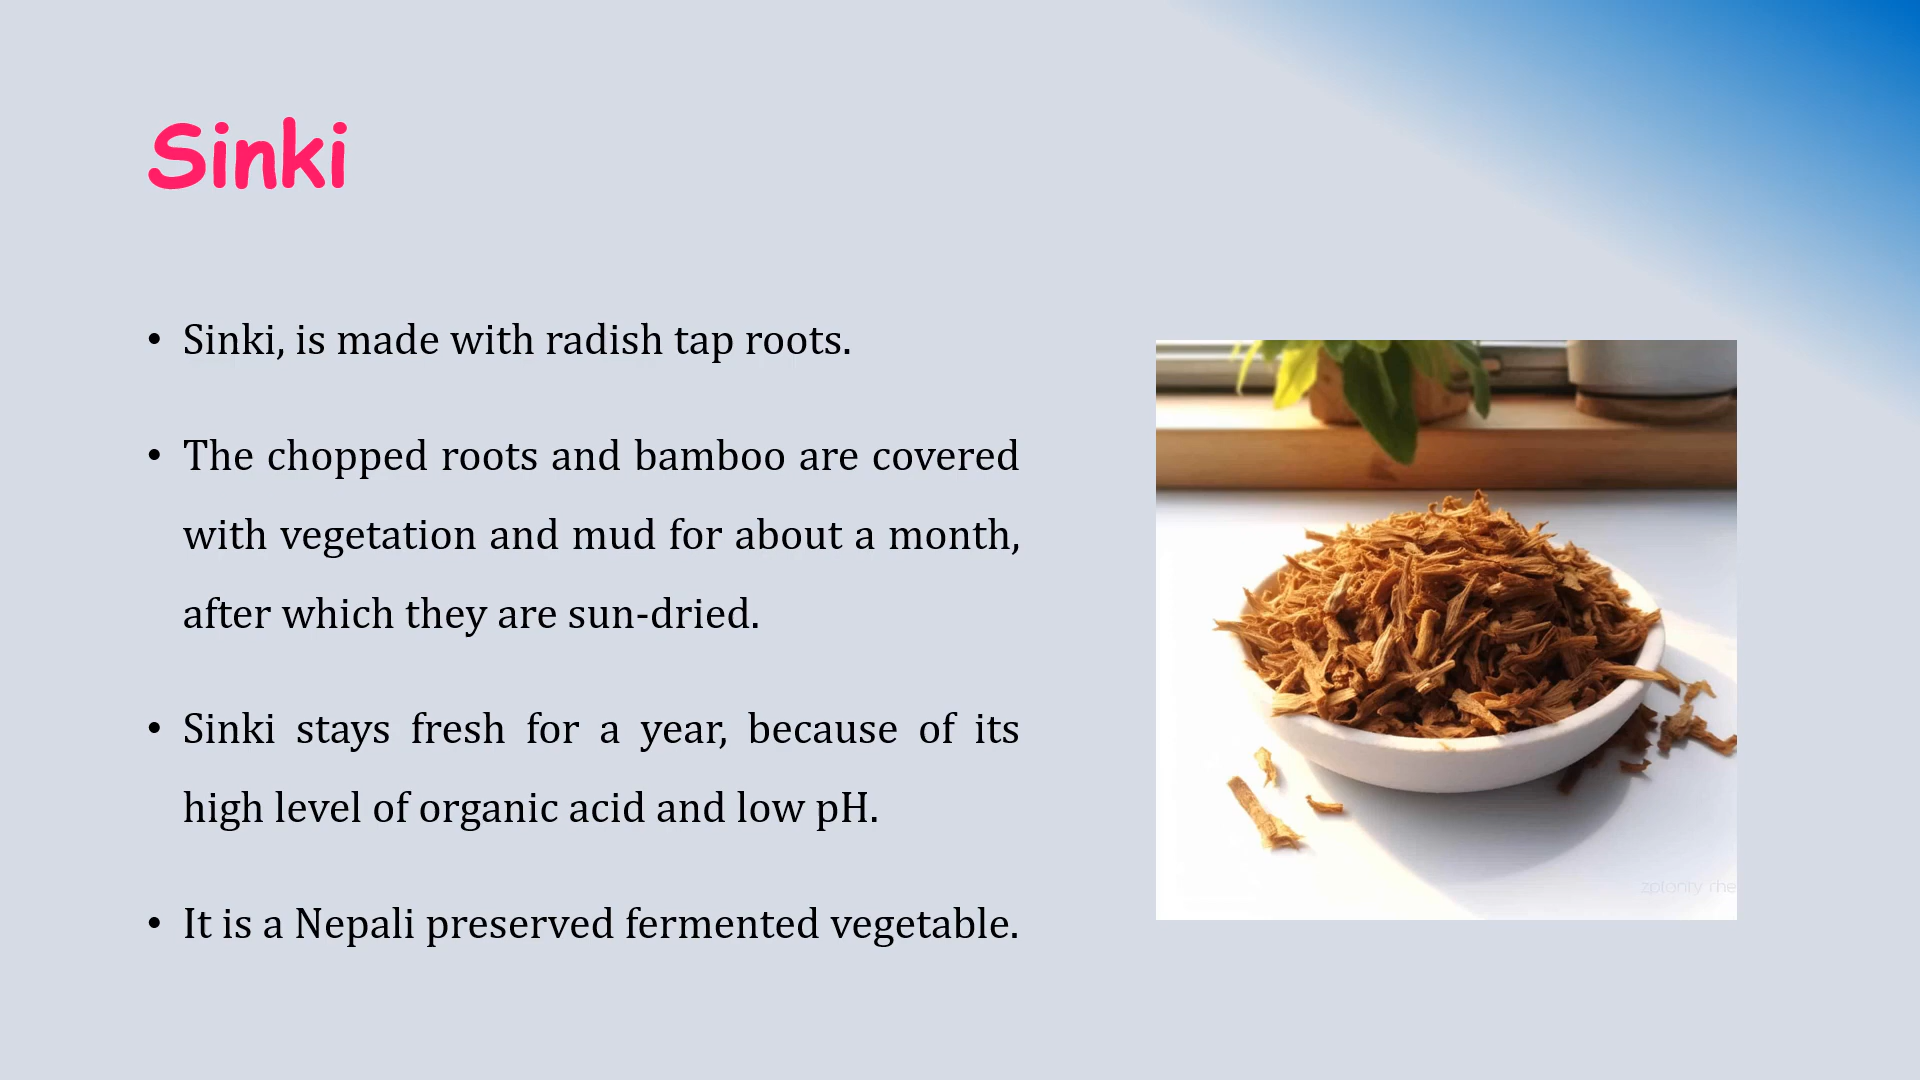 Sinki
• Sinki, is made with radish tap roots.
• The chopped roots and bamboo are covered
with vegetation and mud for about a month,
after which they are sun-dried.
• Sinki stays fresh for a year, because of its
high level of organic acid and low pH.
• It is a Nepali preserved fermented vegetable.